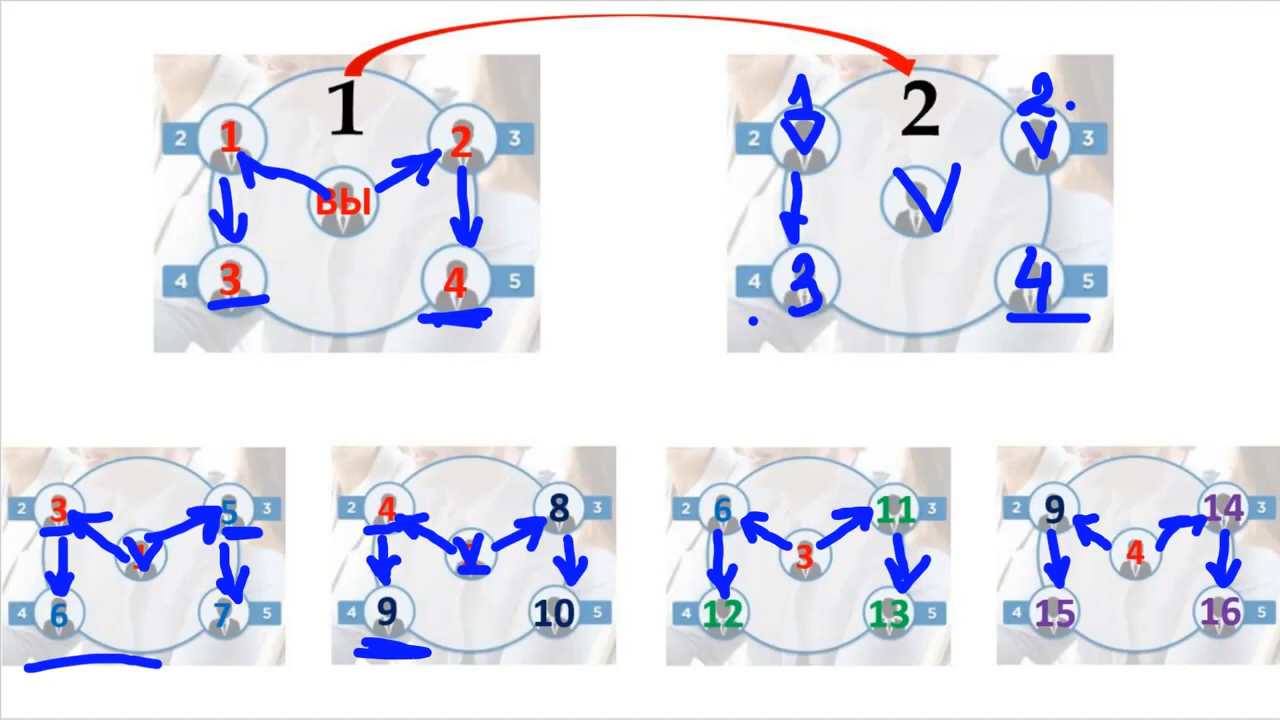 1
2
2 1 2 3
ВЫ
4 3 4 5
1 2.
2 3
4 .3 4 5
2 3 5 3
4 6 7 5
2 4 8 3
4 9 10 5
2 6 11 3
3
4 12 13 5
2 9 14 3
4
4 15 16 5